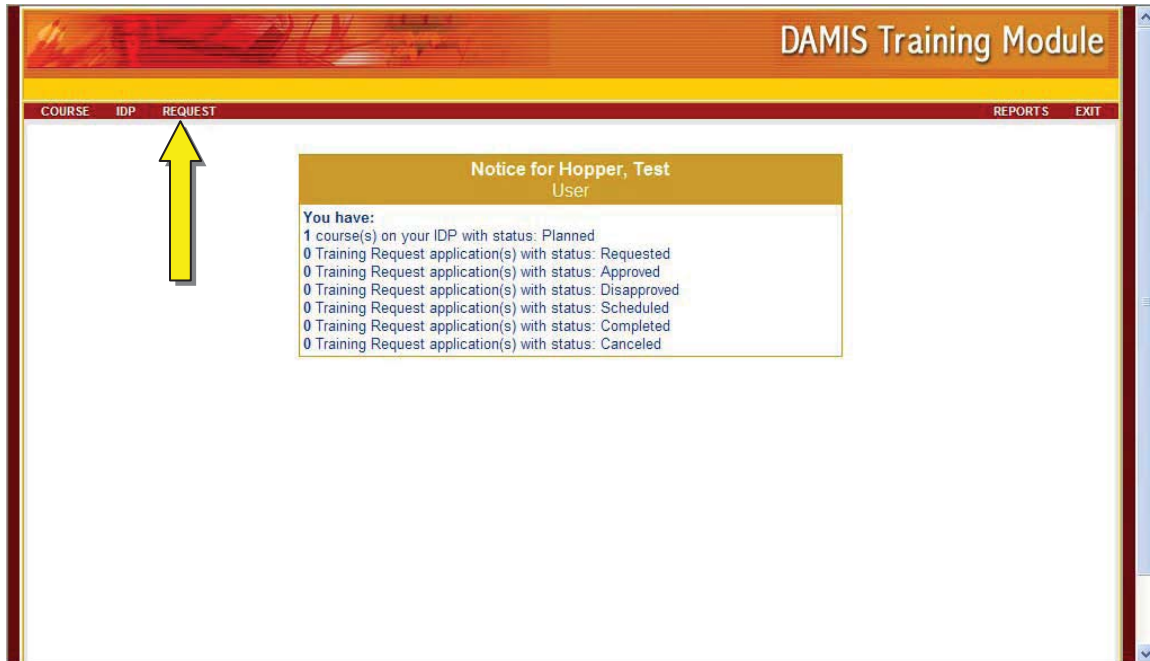 DAMIS Training Module
COURSE IDP REQUEST REPORTS EXIT
Notice for Hopper, Test
User
You have:
1 course(s) on your IDP with status: Planned
0 Training Request application(s) with status: Requested
0 Training Request application(s) with status: Approved
0 Training Request application(s) with status: Disapproved
0 Training Request application(s) with status: Scheduled
0 Training Request application(s) with status: Completed
0 Training Request application(s) with status: Canceled